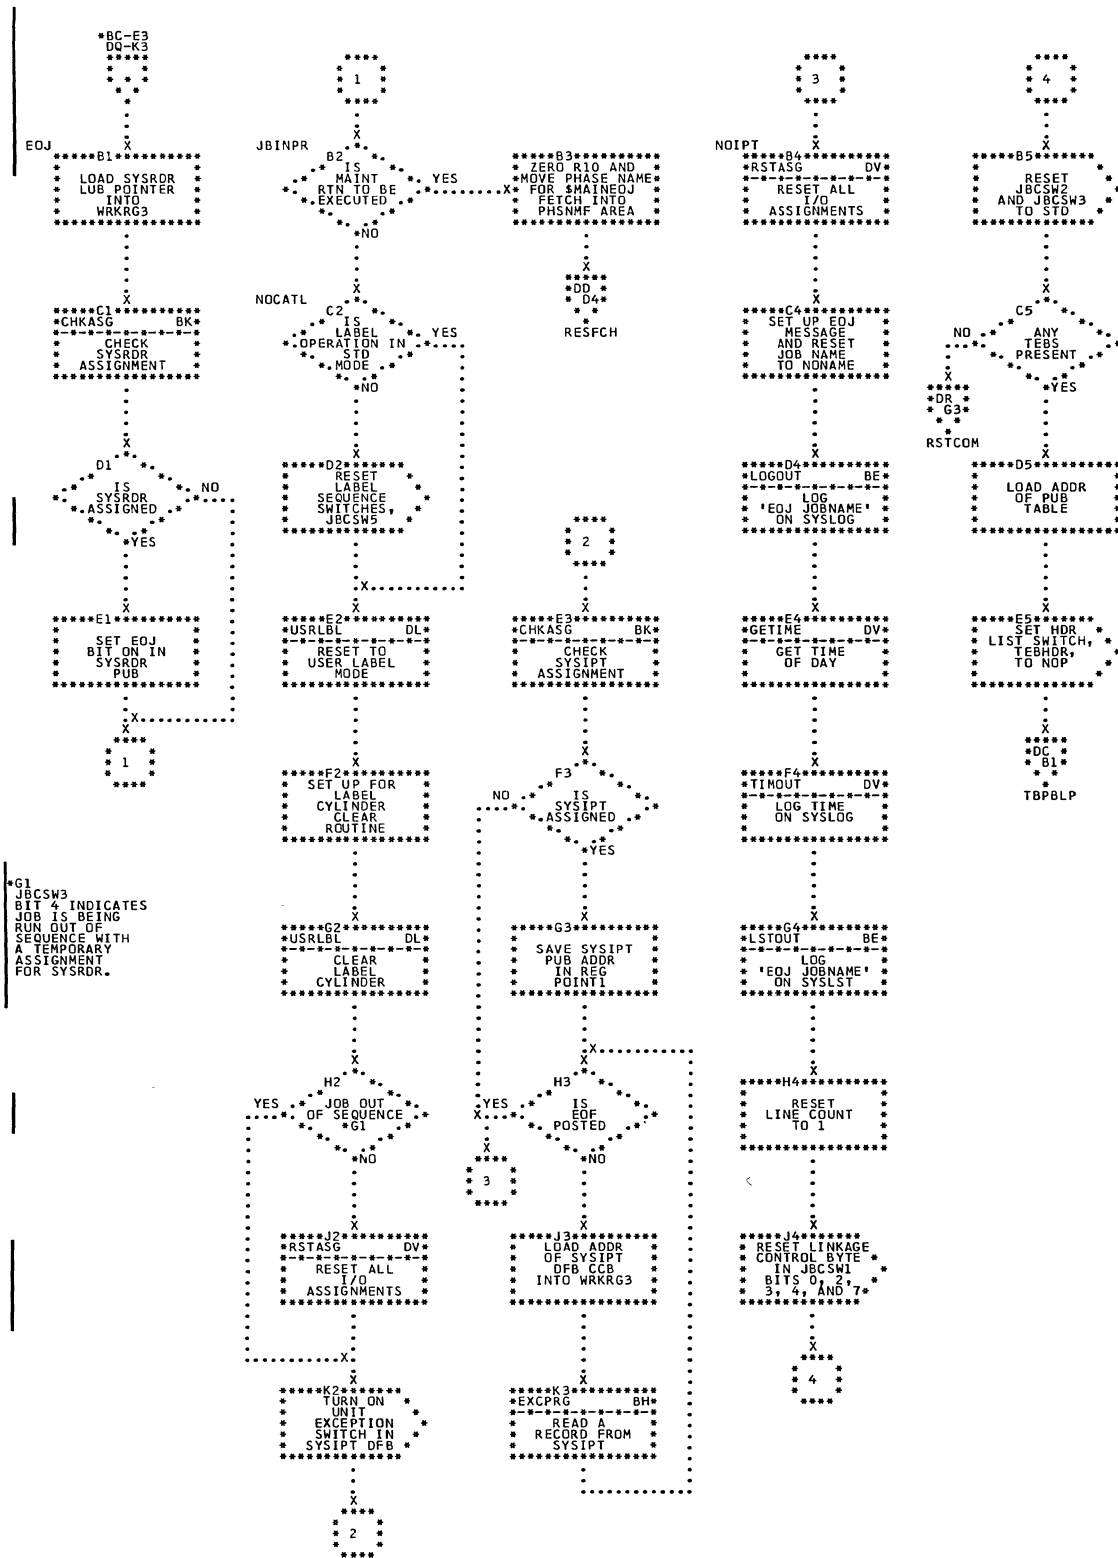 *BC-E3
DQ-K3
EOJ
B1
LOAD SYSRDR
LUB POINTER
INTO
WRKRG3
C1
*CHKASG BK*
CHECK
SYSRDR
ASSIGNMENT
D1
IS
SYSRDR
ASSIGNED
NO
*YES
E1
SET EOJ
BIT ON IN
SYSRDR
PUB
1
*G1
JBCSW3
BIT 4 INDICATES
JOB IS BEING
RUN OUT OF
SEQUENCE WITH
A TEMPORARY
ASSIGNMENT
FOR SYSRDR.
1
JBINPR
B2
IS
MAINT
RTN TO BE
EXECUTED
YES
*NO
NOCATL
C2
IS
LABEL
OPERATION IN
STD
MODE
YES
*NO
D2
RESET
LABEL
SEQUENCE
SWITCHES,
JBCSW5
E2
*USRLBL DL*
RESET TO
USER LABEL
MODE
F2
SET UP FOR
LABEL
CYLINDER
CLEAR
ROUTINE
G2
*USRLBL DL*
CLEAR
LABEL
CYLINDER
H2
JOB OUT
OF SEQUENCE
*G1
YES
*NO
J2
*RSTASG DV*
RESET ALL
I/O
ASSIGNMENTS
K2
TURN ON
UNIT
EXCEPTION
SWITCH IN
SYSIPT DFB
2
B3
ZERO R10 AND
MOVE PHASE NAME
FOR $MAINEOJ
FETCH INTO
PHSNMF AREA
DD
D4*
RESFCH
2
E3
*CHKASG BK*
CHECK
SYSIPT
ASSIGNMENT
F3
IS
SYSIPT
ASSIGNED
NO
*YES
G3
SAVE SYSIPT
PUB ADDR
IN REG
POINT1
H3
IS
EOF
POSTED
YES
*NO
3
J3
LOAD ADDR
OF SYSIPT
DFB CCB
INTO WRKRG3
K3
*EXCPRG BH*
READ A
RECORD FROM
SYSIPT
3
NOIPT
B4
*RSTASG DV*
RESET ALL
I/O
ASSIGNMENTS
C4
SET UP EOJ
MESSAGE
AND RESET
JOB NAME
TO NONAME
D4
*LOGOUT BE*
LOG
'EOJ JOBNAME'
ON SYSLOG
E4
*GETIME DV*
GET TIME
OF DAY
F4
*TIMOUT DV*
LOG TIME
ON SYSLOG
G4
*LSTOUT BE*
LOG
'EOJ JOBNAME'
ON SYSLST
H4
RESET
LINE COUNT
TO 1
J4
RESET LINKAGE
CONTROL BYTE
IN JBCSW1
BITS 0, 2,
3, 4, AND 7*
4
4
B5
RESET
JBCSW2
AND JBCSW3
TO STD
C5
ANY
TEBS
PRESENT
NO
*YES
*DR
G3*
RSTCOM
D5
LOAD ADDR
OF PUB
TABLE
E5
SET HDR
LIST SWITCH,
TEBHDR,
TO NOP
*DC
B1*
TBPBLP